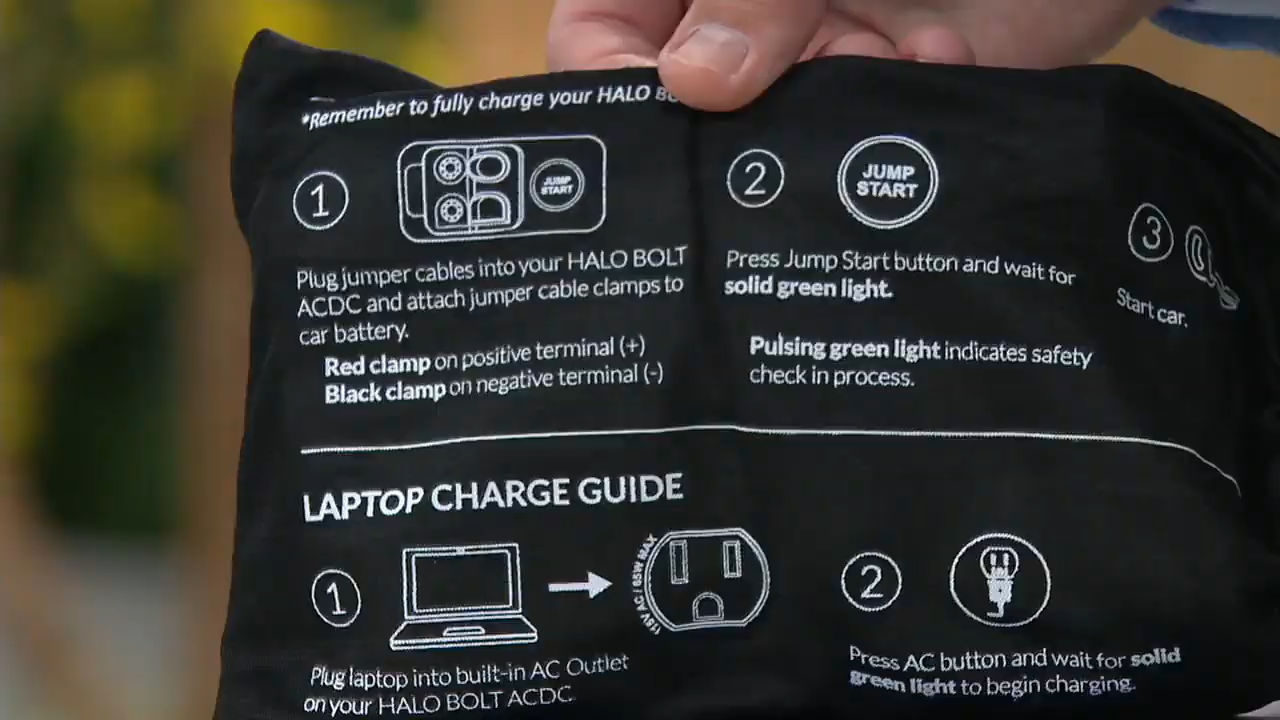 *Remember to fully charge your HALO
1
JUMP
START
Plug jumper cables into your HALO BOLT
ACDC and attach jumper cable clamps to
car battery.
Red clamp on positive terminal (+)
Black clamp on negative terminal (-)
2
JUMP
START
Press Jump Start button and wait for
solid green light.
Pulsing green light indicates safety
check in process.
3
Start car.
LAPTOP CHARGE GUIDE
1
115V AC / 65W MAX
Plug laptop into built-in AC Outlet
on your HALO BOLT ACDC.
2
Press AC button and wait for solid
green light to begin charging.